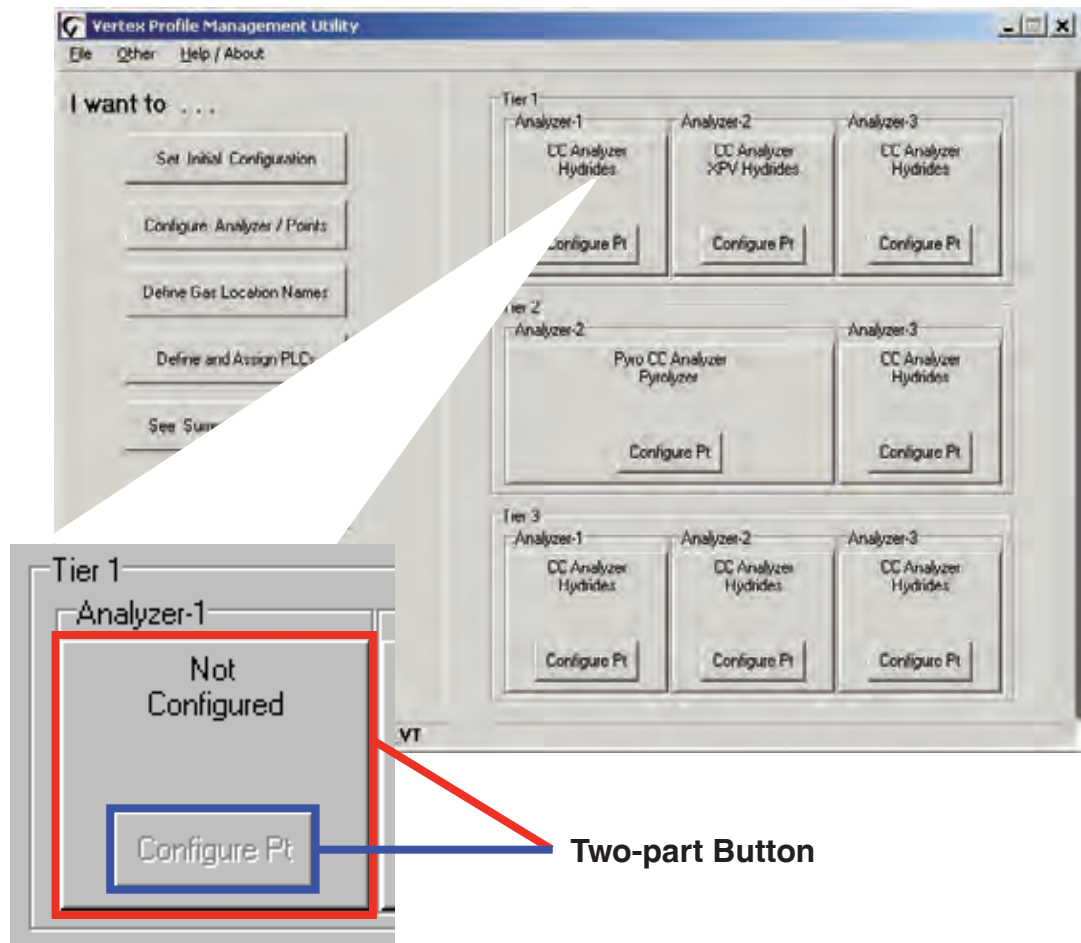 Vertex Profile Management Utility
File Other Help / About
I want to ...
Set Initial Configuration
Configure Analyzer / Points
Define Gas Location Names
Define and Assign PLCs
See
Tier 1
Analyzer-1
CC Analyzer
Hydrides
Configure Pt
Analyzer-2
CC Analyzer
XPV Hydrides
Configure Pt
Analyzer-3
CC Analyzer
Hydrides
Configure Pt
Tier 2
Analyzer-2
Pyro CC Analyzer
Pyrolyzer
Configure Pt
Analyzer-3
CC Analyzer
Hydrides
Configure Pt
Tier 3
Analyzer-1
CC Analyzer
Hydrides
Configure Pt
Analyzer-2
CC Analyzer
Hydrides
Configure Pt
Analyzer-3
CC Analyzer
Hydrides
Configure Pt
VT
Tier 1
Analyzer-1
Not
Configured
Configure Pt
Two-part Button